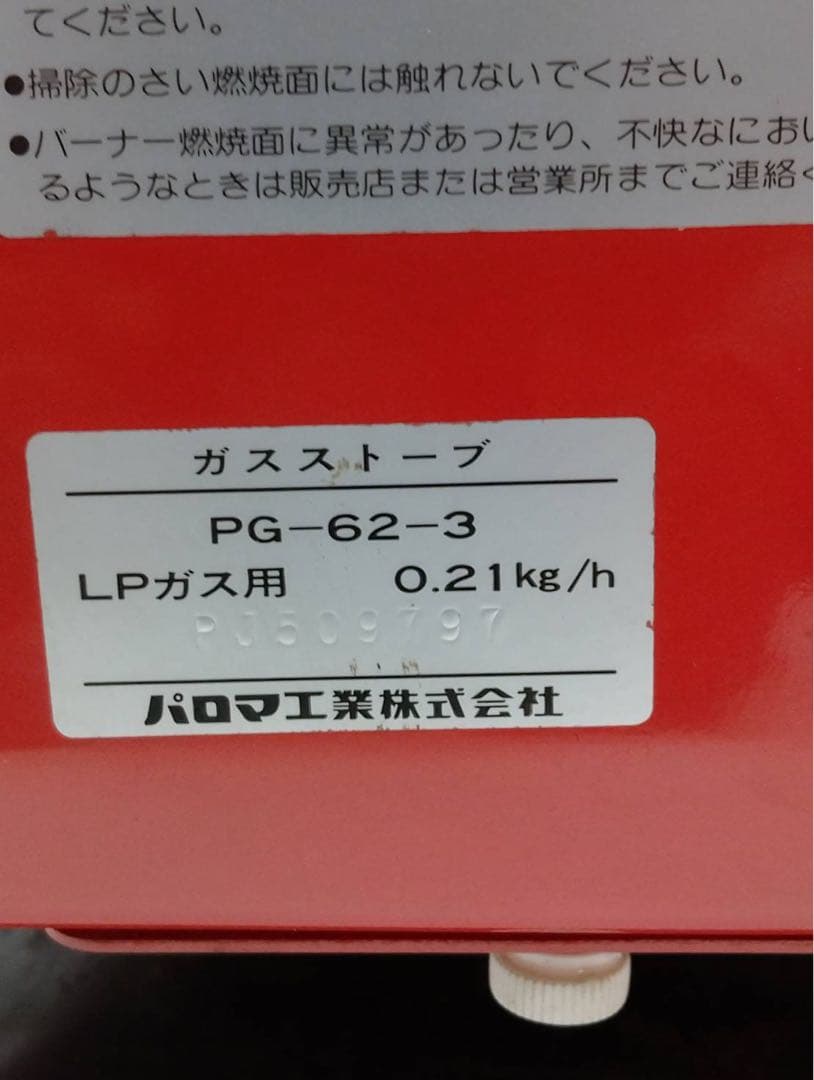 てください。
●掃除のさい燃焼面には触れないでください。
●バーナー燃焼面に異常があったり、不快なにおい
るようなときは販売店または営業所までご連絡く
ガスストーブ
PG-62-3
LPガス用 0.21kg/h
PJ509797
パロマ工業株式会社